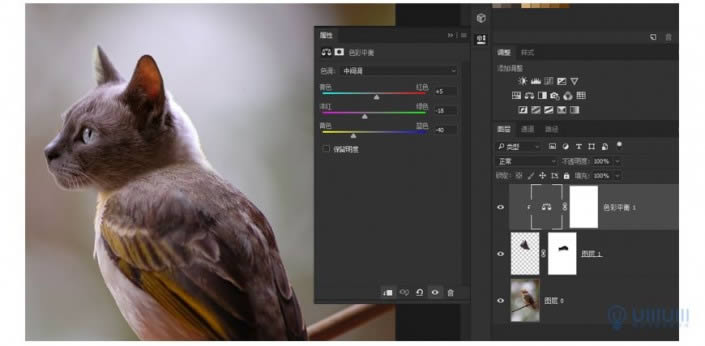 属性
色彩平衡
色调: 中间调
青色 红色
+5
洋红 绿色
-18
黄色 蓝色
-40
保留明度
调整 样式
添加调整
图层 通道 路径
类型
正常 不透明度: 100%
锁定: 填充: 100%
色彩平衡 1
图层 1
图层 0
UIIIUIII